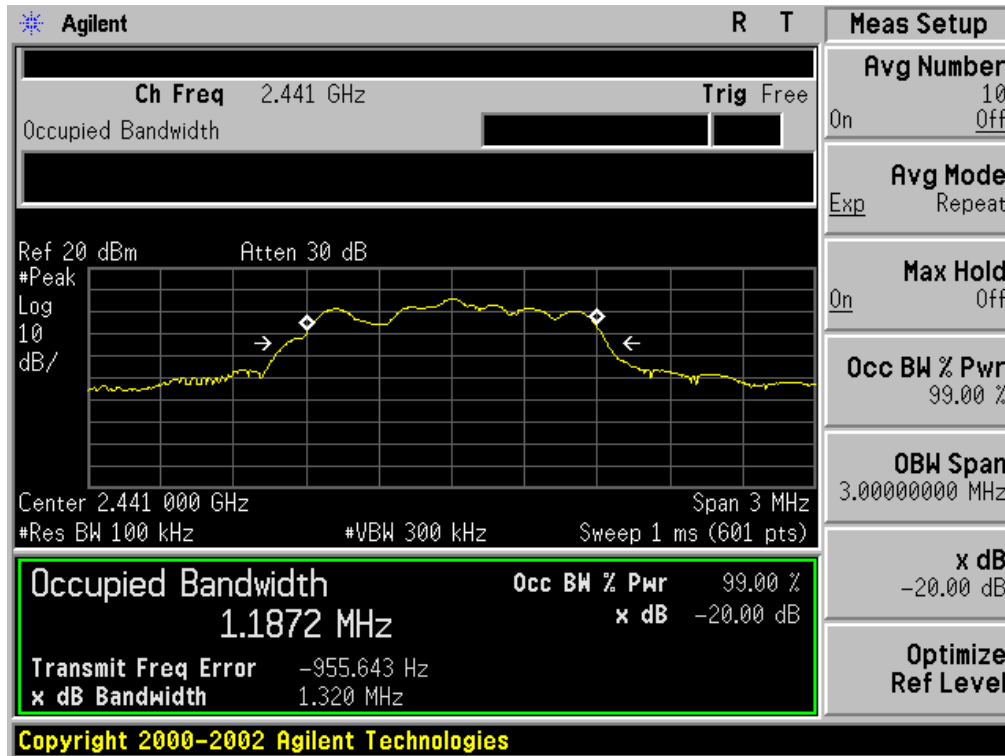 Agilent R T
Ch Freq 2.441 GHz Trig Free
Occupied Bandwidth
Ref 20 dBm Atten 30 dB
#Peak
Log
10
dB/
Center 2.441 000 GHz Span 3 MHz
#Res BW 100 kHz #VBW 300 kHz Sweep 1 ms (601 pts)
Occupied Bandwidth Occ BW % Pwr 99.00 %
1.1872 MHz x dB -20.00 dB
Transmit Freq Error -955.643 Hz
x dB Bandwidth 1.320 MHz
Copyright 2000-2002 Agilent Technologies
Meas Setup
Avg Number
10
On Off
Avg Mode
Exp Repeat
Max Hold
On Off
Occ BW % Pwr
99.00 %
OBW Span
3.00000000 MHz
x dB
-20.00 dB
Optimize
Ref Level